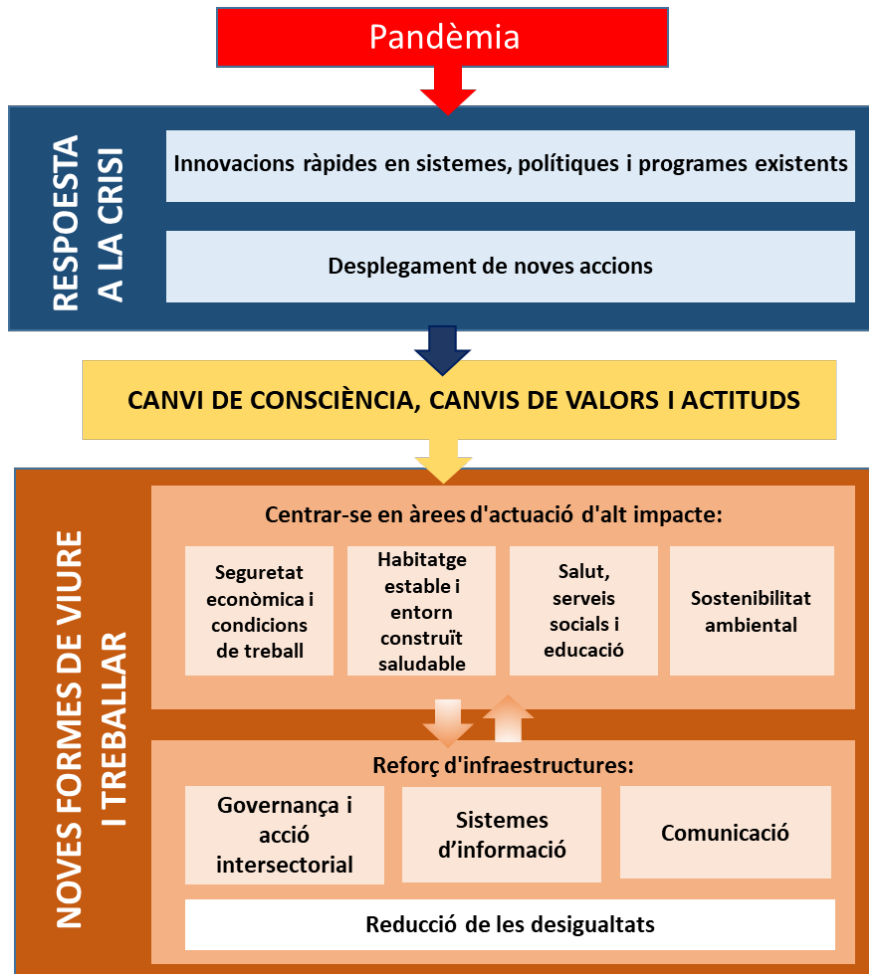 Pandèmia
RESPOESTA
A LA CRISI
Innovacions ràpides en sistemes, polítiques i programes existents
Desplegament de noves accions
CANVI DE CONSCIÈNCIA, CANVIS DE VALORS I ACTITUDS
NOVES FORMES DE VIURE
I TREBALLAR
Centrar-se en àrees d'actuació d'alt impacte:
Seguretat
econòmica i
condicions
de treball
Habitatge
estable i
entorn
construït
saludable
Salut,
serveis
socials i
educació
Sostenibilitat
ambiental
Reforç d'infraestructures:
Governança i
acció
intersectorial
Sistemes
d’informació
Comunicació
Reducció de les desigualtats